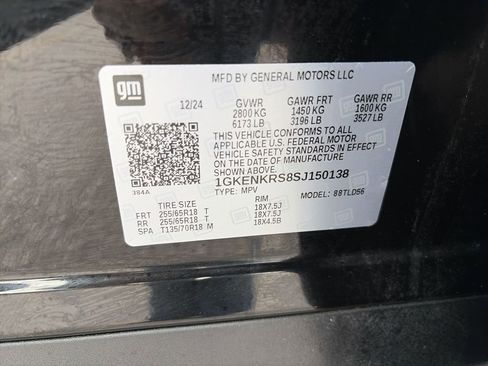 gm
MFD BY GENERAL MOTORS LLC
12/24 GVWR GAWR FRT GAWR RR
2800 KG 1450 KG 1600 KG
6173 LB 3196 LB 3527 LB
THIS VEHICLE CONFORMS TO ALL
APPLICABLE U.S. FEDERAL MOTOR
VEHICLE SAFETY STANDARDS IN EFFECT
ON THE DATE OF MANUFACTURE
SHOWN ABOVE.
1GKENKRS8SJ150138
384A TYPE: MPV MODEL: 88TLD56
TIRE SIZE RIM
FRT 255/65R18 T 18X7.5J
RR 255/65R18 T 18X7.5J
SPA T135/70R18 M 18X4.5B